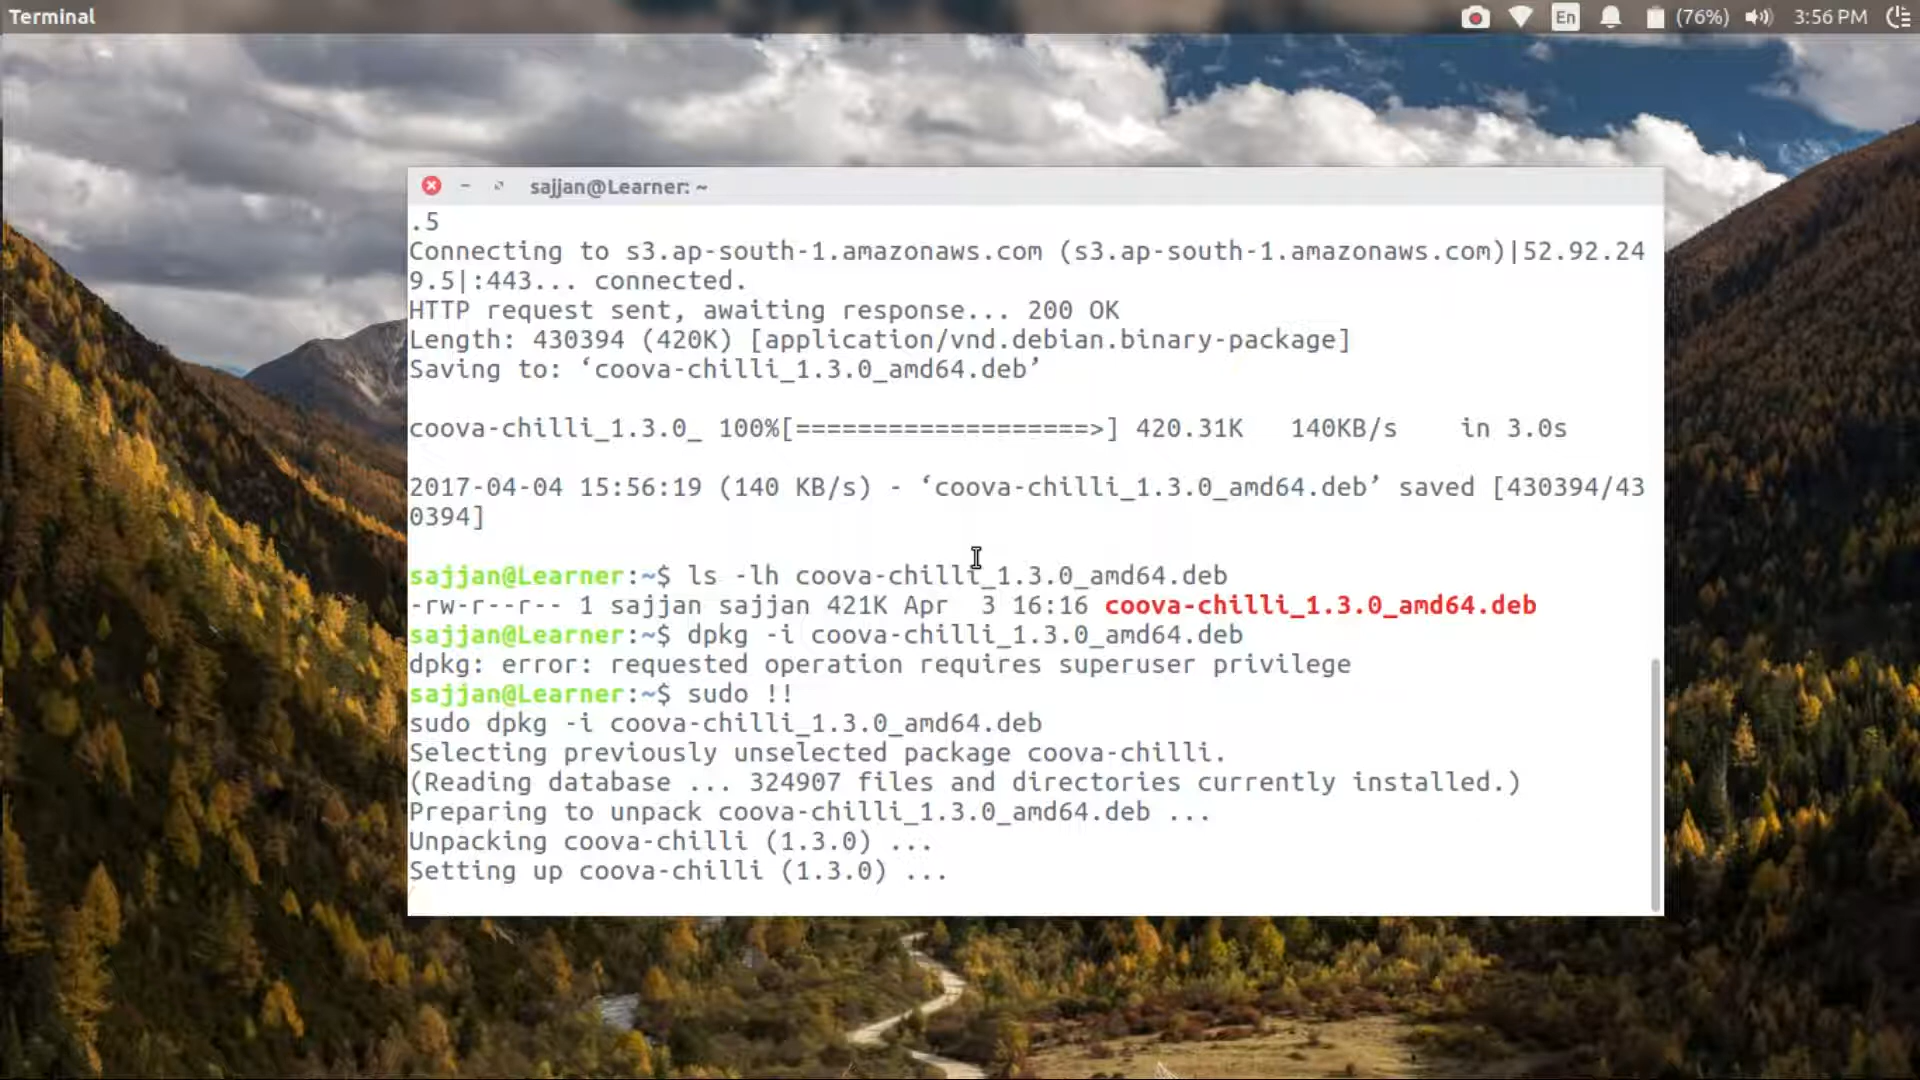 Terminal
En
(76%)
3:56 PM
sajjan@Learner: ~
.5
Connecting to s3.ap-south-1.amazonaws.com (s3.ap-south-1.amazonaws.com)|52.92.24
9.5|:443... connected.
HTTP request sent, awaiting response... 200 OK
Length: 430394 (420K) [application/vnd.debian.binary-package]
Saving to: ‘coova-chilli_1.3.0_amd64.deb’
coova-chilli_1.3.0_ 100%[===================>] 420.31K   140KB/s    in 3.0s
2017-04-04 15:56:19 (140 KB/s) - ‘coova-chilli_1.3.0_amd64.deb’ saved [430394/43
0394]
sajjan@Learner:~$ ls -lh coova-chilli_1.3.0_amd64.deb
-rw-r--r-- 1 sajjan sajjan 421K Apr  3 16:16 coova-chilli_1.3.0_amd64.deb
sajjan@Learner:~$ dpkg -i coova-chilli_1.3.0_amd64.deb
dpkg: error: requested operation requires superuser privilege
sajjan@Learner:~$ sudo !!
sudo dpkg -i coova-chilli_1.3.0_amd64.deb
Selecting previously unselected package coova-chilli.
(Reading database ... 324907 files and directories currently installed.)
Preparing to unpack coova-chilli_1.3.0_amd64.deb ...
Unpacking coova-chilli (1.3.0) ...
Setting up coova-chilli (1.3.0) ...